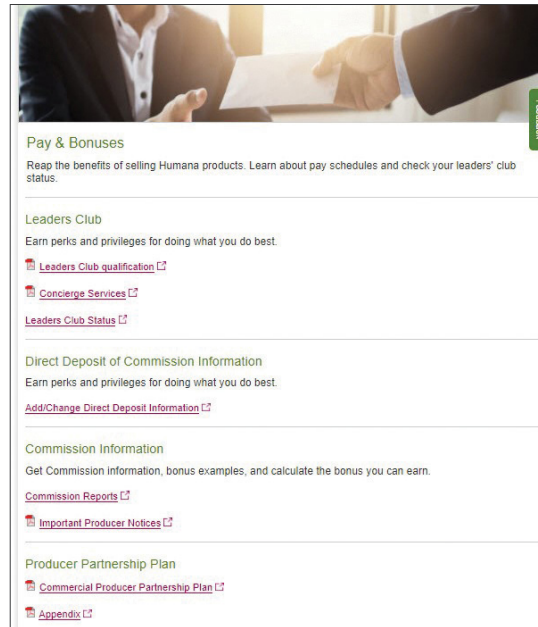 Pay & Bonuses
Reap the benefits of selling Humana products. Learn about pay schedules and check your leaders' club
status.
Leaders Club
Earn perks and privileges for doing what you do best.
Leaders Club qualification
Concierge Services
Leaders Club Status
Direct Deposit of Commission Information
Earn perks and privileges for doing what you do best.
Add/Change Direct Deposit Information
Commission Information
Get Commission information, bonus examples, and calculate the bonus you can earn.
Commission Reports
Important Producer Notices
Producer Partnership Plan
Commercial Producer Partnership Plan
Appendix